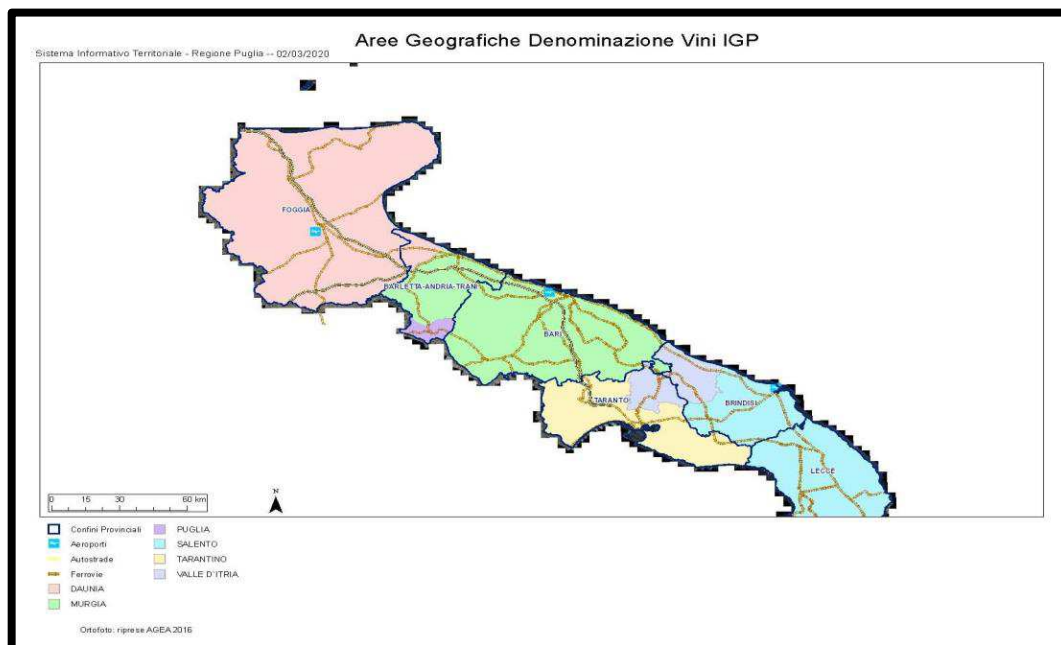 Aree Geografiche Denominazione Vini IGP
Sistema Informativo Territoriale - Regione Puglia -- 02/03/2020
FOGGIA
BARLETTA-ANDRIA-TRANI
BARI
TARANTO
BRINDISI
LECCE
0 15 30 60 km
N
Confini Provinciali
Aeroporti
Autostrade
Ferrovie
DAUNIA
MURGIA
PUGLIA
SALENTO
TARANTINO
VALLE D'ITRIA
Ortofoto: riprese AGEA 2016